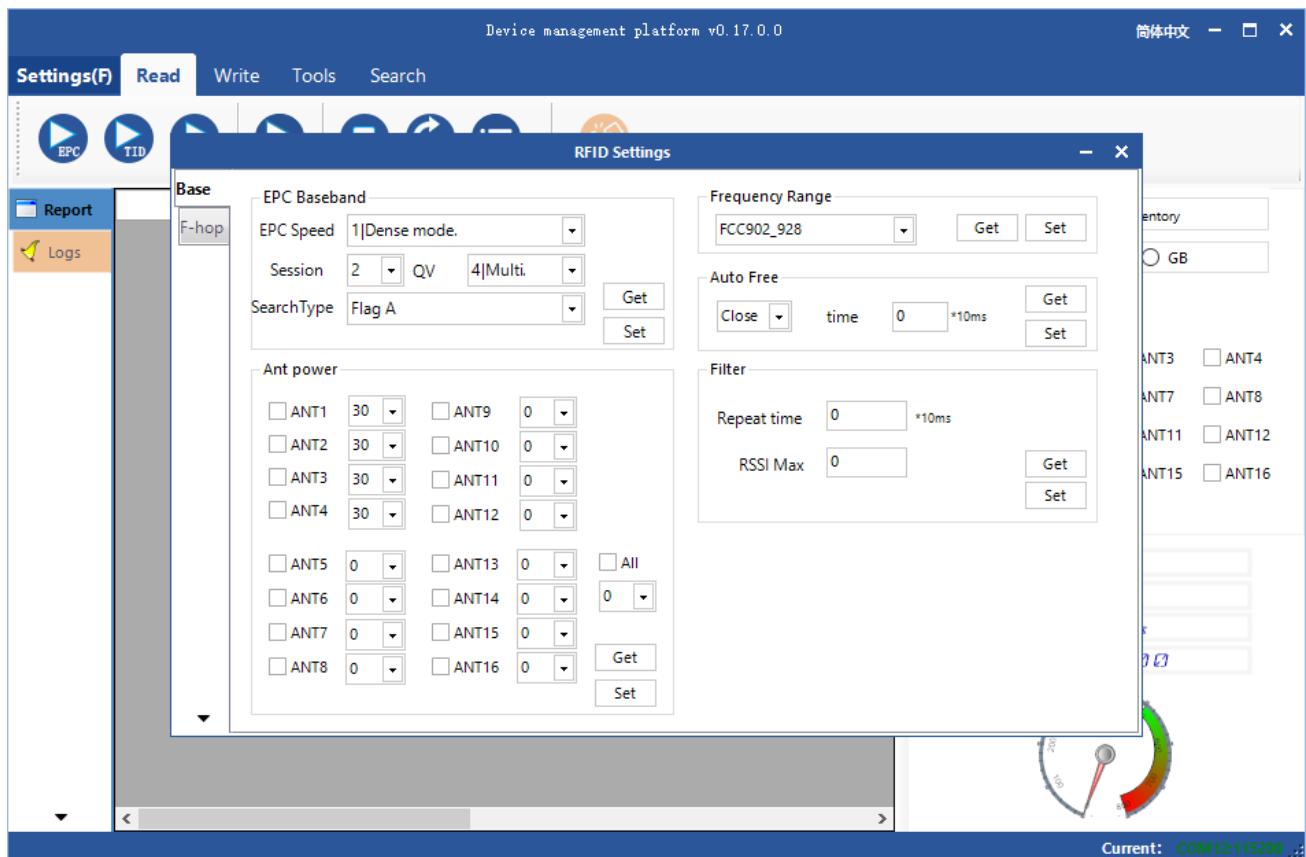 Device management platform v0.17.0.0
简体中文
Settings(F) Read Write Tools Search
EPC TID
RFID Settings
Report
Logs
Base
F-hop
EPC Baseband
EPC Speed 1|Dense mode.
Session 2 QV 4|Multi.
SearchType Flag A
Get
Set
Frequency Range
FCC902_928 Get Set
Auto Free
Close time 0 *10ms
Get
Set
Ant power
ANT1 30 ANT9 0
ANT2 30 ANT10 0
ANT3 30 ANT11 0
ANT4 30 ANT12 0
ANT5 0 ANT13 0 All
ANT6 0 ANT14 0 0
ANT7 0 ANT15 0
ANT8 0 ANT16 0
Get
Set
Filter
Repeat time 0 *10ms
RSSI Max 0
Get
Set
entory
GB
ANT3 ANT4
ANT7 ANT8
ANT11 ANT12
ANT15 ANT16
200
100
Current: COM12:115200